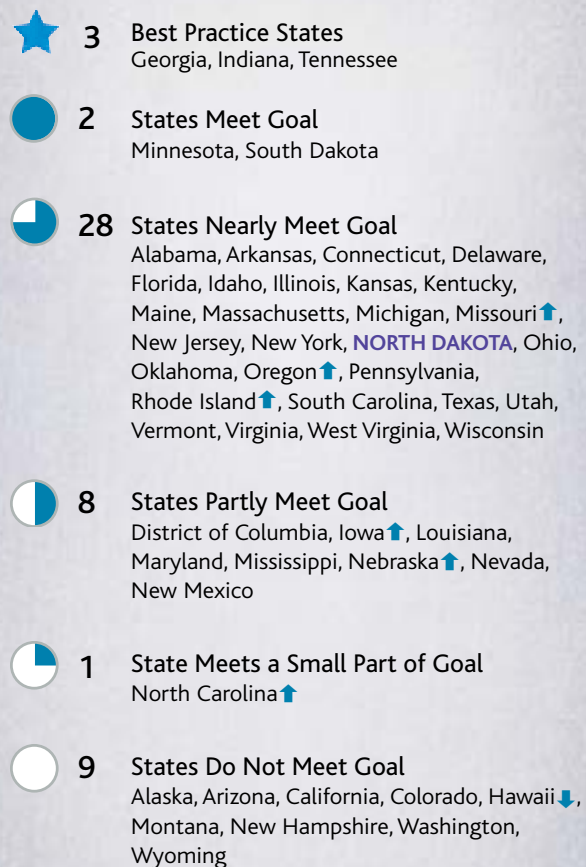 3 Best Practice States
Georgia, Indiana, Tennessee
2 States Meet Goal
Minnesota, South Dakota
28 States Nearly Meet Goal
Alabama, Arkansas, Connecticut, Delaware,
Florida, Idaho, Illinois, Kansas, Kentucky,
Maine, Massachusetts, Michigan, Missouri⬆,
New Jersey, New York, NORTH DAKOTA, Ohio,
Oklahoma, Oregon⬆, Pennsylvania,
Rhode Island⬆, South Carolina, Texas, Utah,
Vermont, Virginia, West Virginia, Wisconsin
8 States Partly Meet Goal
District of Columbia, Iowa⬆, Louisiana,
Maryland, Mississippi, Nebraska⬆, Nevada,
New Mexico
1 State Meets a Small Part of Goal
North Carolina⬆
9 States Do Not Meet Goal
Alaska, Arizona, California, Colorado, Hawaii⬇,
Montana, New Hampshire, Washington,
Wyoming